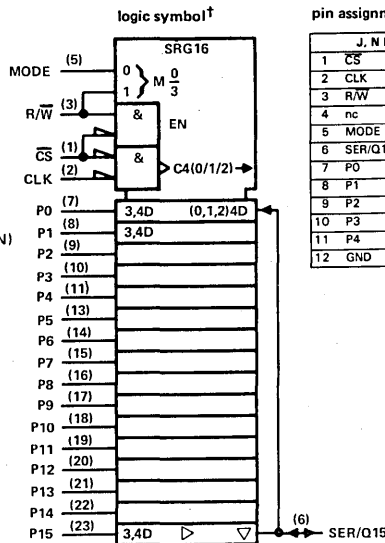 logic symbol†
pin assignm
SRG16
MODE (5)
0
1
M 0/3
R/W̅ (3)
&
EN
C̅S̅ (1)
&
CLK (2)
C4(0/1/2)→
P0 (7) 3,4D (0,1,2)4D
N) P1 (8) 3,4D
P2 (9)
P3 (10)
P4 (11)
P5 (13)
P6 (14)
P7 (15)
P8 (16)
P9 (17)
P10 (18)
P11 (19)
P12 (20)
P13 (21)
P14 (22)
P15 (23) 3,4D ▷ ▽ (6) SER/Q15
J, N
1 C̅S̅
2 CLK
3 R/W̅
4 nc
5 MODE
6 SER/Q1
7 P0
8 P1
9 P2
10 P3
11 P4
12 GND